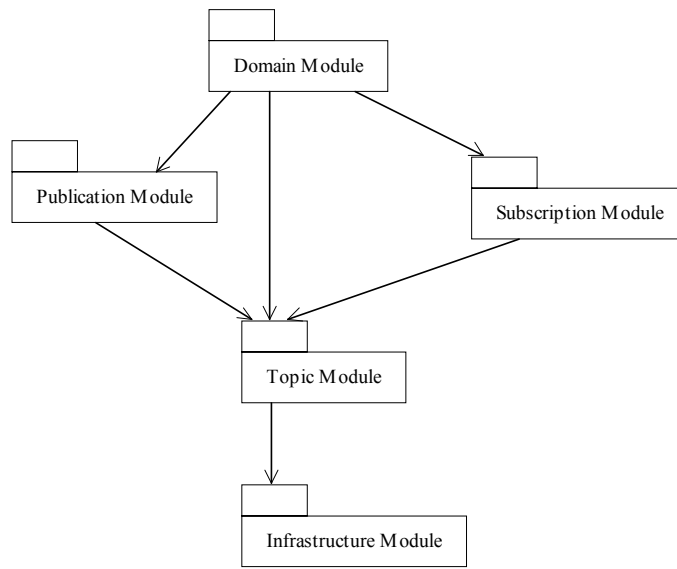 Domain Module
Publication Module
Subscription Module
Topic Module
Infrastructure Module